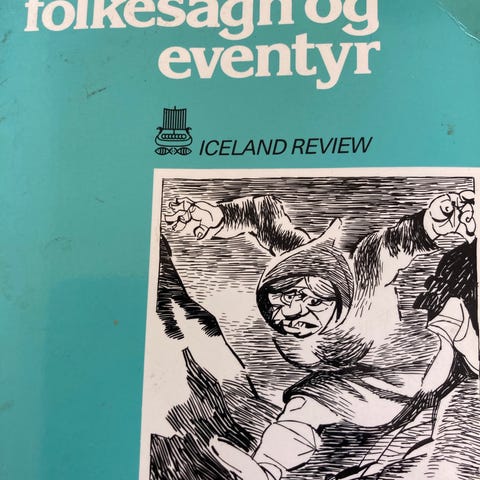 folkesagn og
eventyr
ICELAND REVIEW